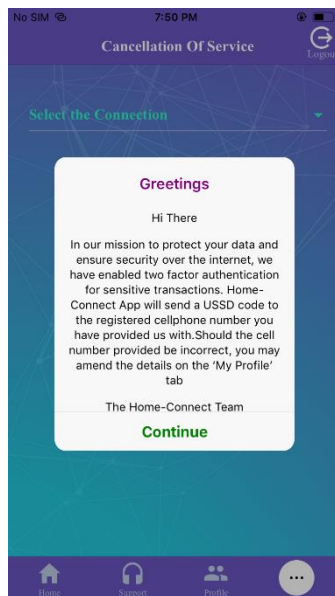 No SIM 7:50 PM
Cancellation Of Service
Logout
Select the Connection
Greetings
Hi There
In our mission to protect your data and
ensure security over the internet, we
have enabled two factor authentication
for sensitive transactions. Home-
Connect App will send a USSD code to
the registered cellphone number you
have provided us with.Should the cell
number provided be incorrect, you may
amend the details on the ‘My Profile’
tab
The Home-Connect Team
Continue
Home Support Profile